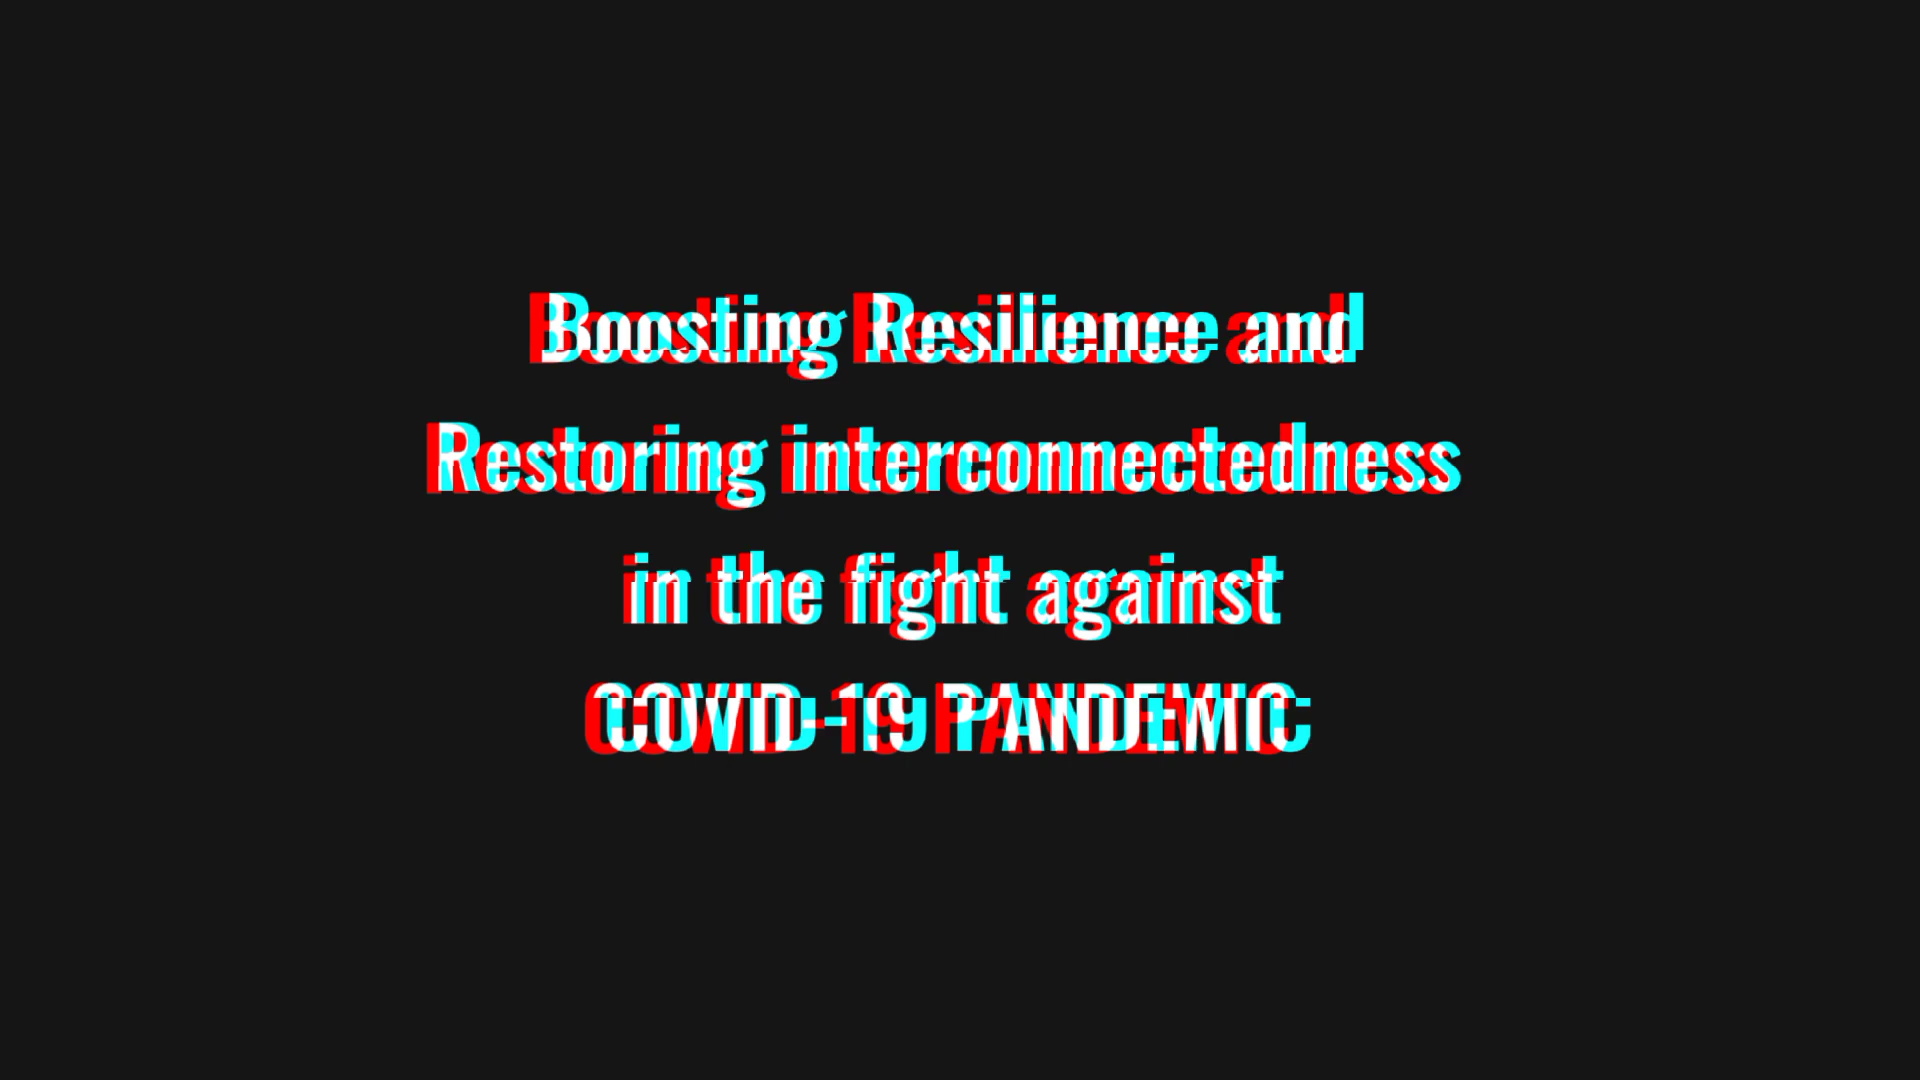 Boosting Resilience and
Restoring interconnectedness
in the fight against
COVID-19 PANDEMIC